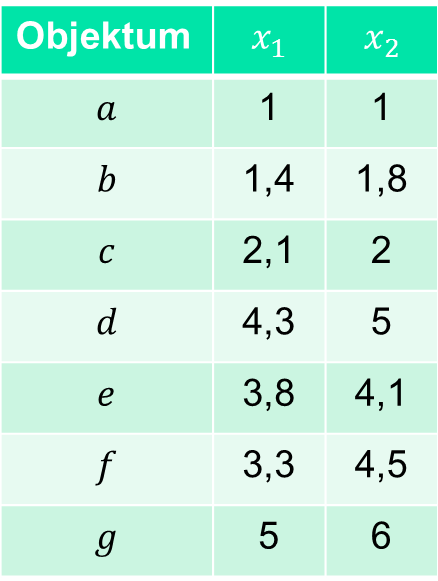 Objektum x₁ x₂
a 1 1
b 1,4 1,8
c 2,1 2
d 4,3 5
e 3,8 4,1
f 3,3 4,5
g 5 6